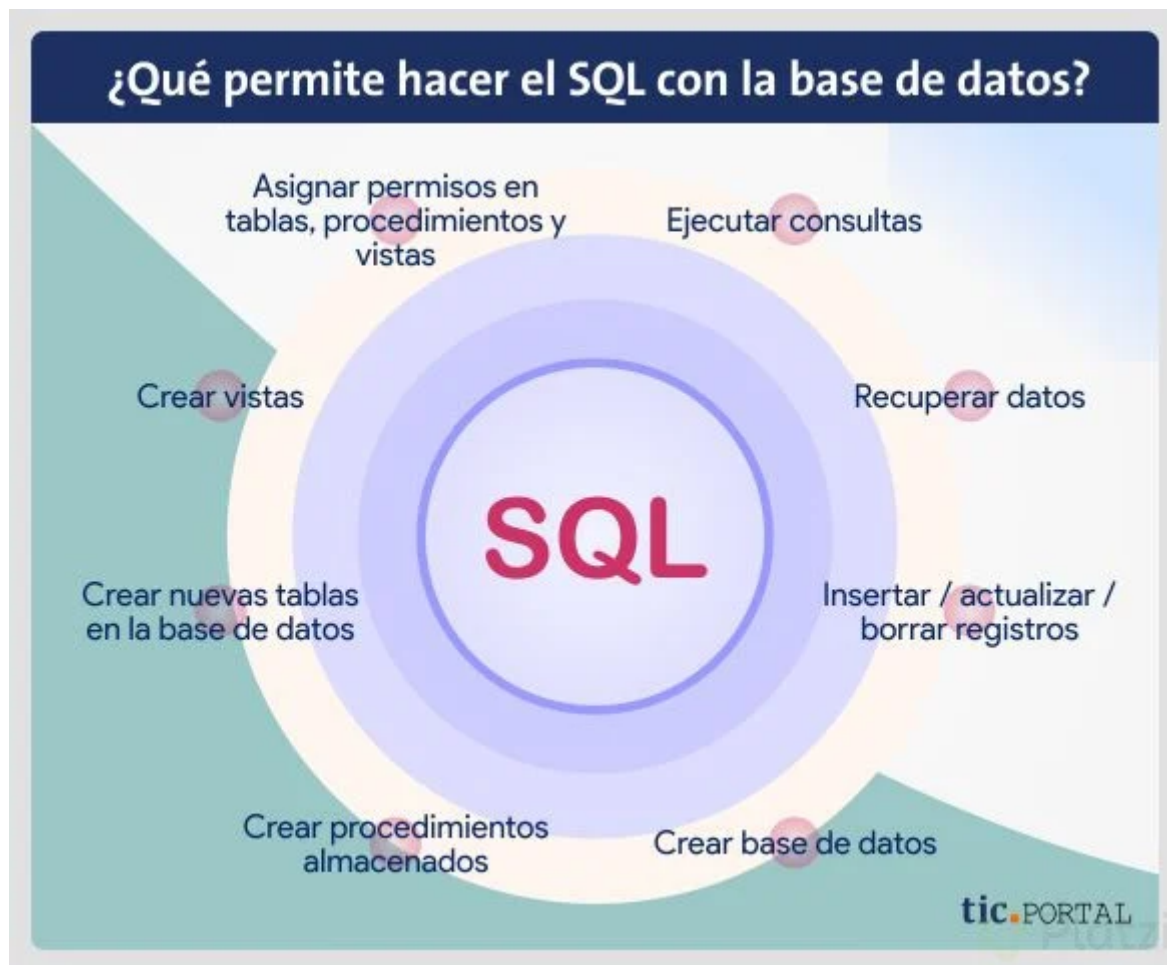 ¿Qué permite hacer el SQL con la base de datos?
Asignar permisos en
tablas, procedimientos y
vistas
Ejecutar consultas
Crear vistas
Recuperar datos
SQL
Crear nuevas tablas
en la base de datos
Insertar / actualizar /
borrar registros
Crear procedimientos
almacenados
Crear base de datos
tic.PORTAL
Platzi